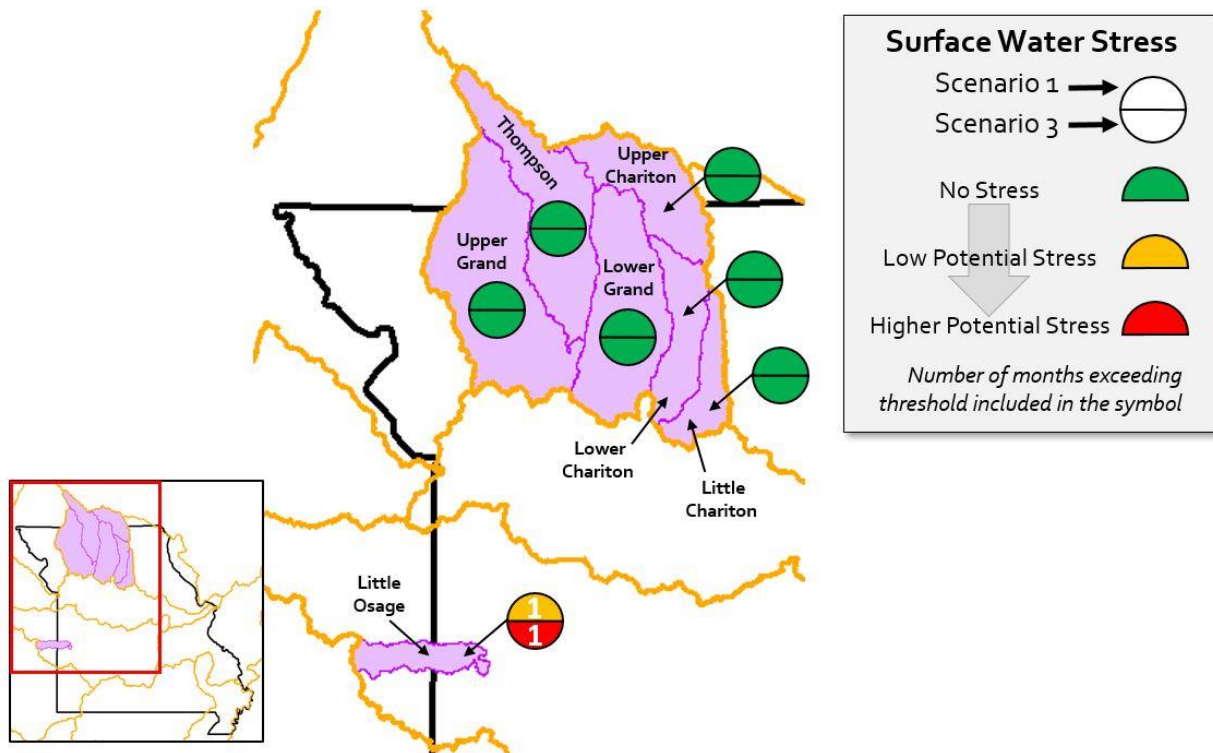 Surface Water Stress
Scenario 1
Scenario 3
No Stress
Low Potential Stress
Higher Potential Stress
Number of months exceeding
threshold included in the symbol
Thompson
Upper
Chariton
Upper
Grand
Lower
Grand
Lower
Chariton
Little
Chariton
Little
Osage
1
1